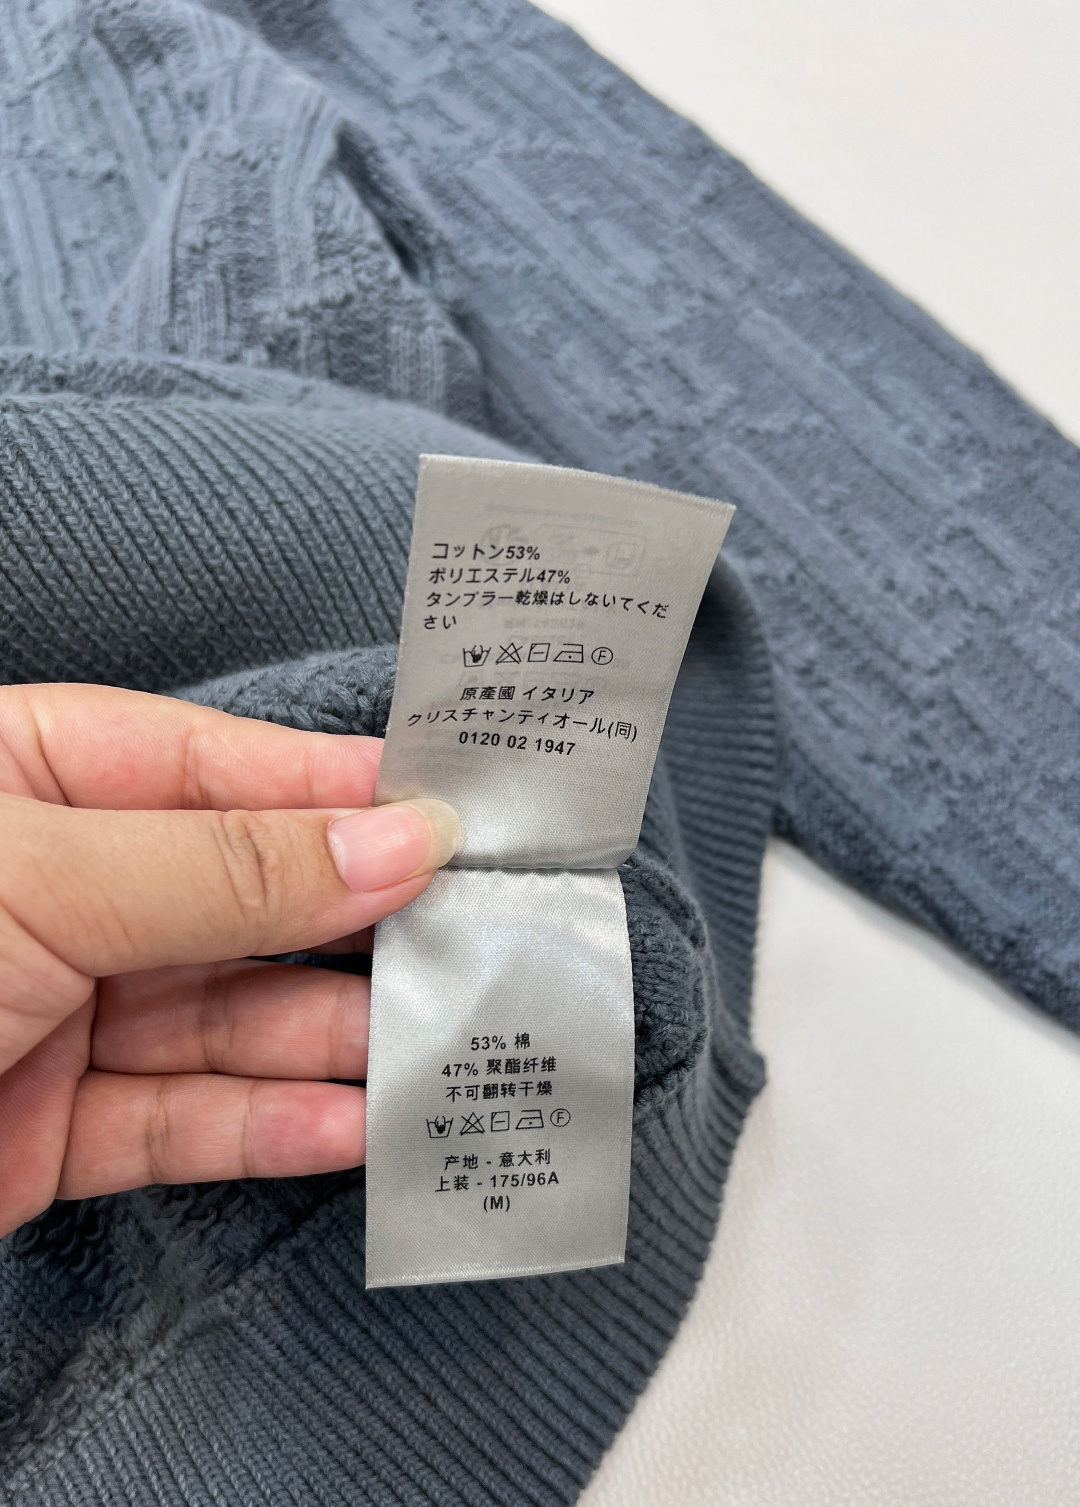 コットン53%
ポリエステル47%
タンブラー乾燥はしないてくだ
さい
F
原產國 イタリア
クリスチャンティオール(同)
0120 02 1947
53% 棉
47% 聚酯纤维
不可翻转干燥
F
产地 - 意大利
上装 - 175/96A
(M)